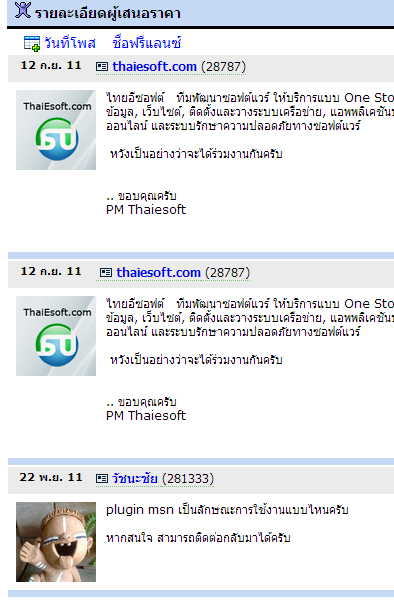 รายละเอียดผู้เสนอราคา
วันที่โพส ชื่อฟรีแลนซ์
12 ก.ย. 11 thaiesoft.com (28787)
ThaiEsoft.com
ไทยอีซอฟต์ ทีมพัฒนาซอฟต์แวร์ ให้บริการแบบ One Sto
ข้อมูล, เว็บไซต์, ติดตั้งและวางระบบเครือข่าย, แอพพลิเคชัน
ออนไลน์ และระบบรักษาความปลอดภัยทางซอฟต์แวร์
หวังเป็นอย่างว่าจะได้ร่วมงานกันครับ
.. ขอบคุณครับ
PM Thaiesoft
12 ก.ย. 11 thaiesoft.com (28787)
ThaiEsoft.com
ไทยอีซอฟต์ ทีมพัฒนาซอฟต์แวร์ ให้บริการแบบ One Sto
ข้อมูล, เว็บไซต์, ติดตั้งและวางระบบเครือข่าย, แอพพลิเคชัน
ออนไลน์ และระบบรักษาความปลอดภัยทางซอฟต์แวร์
หวังเป็นอย่างว่าจะได้ร่วมงานกันครับ
.. ขอบคุณครับ
PM Thaiesoft
22 พ.ย. 11 วัชนะชัย (281333)
plugin msn เป็นลักษณะการใช้งานแบบไหนครับ
หากสนใจ สามารถติดต่อกลับมาได้ครับ